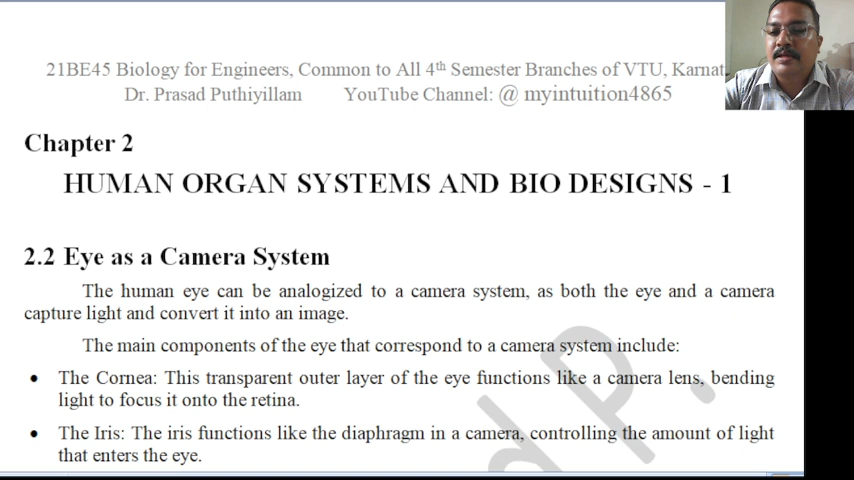 21BE45 Biology for Engineers, Common to All 4th Semester Branches of VTU,
Dr. Prasad Puthiyillam YouTube Channel: @ myintuition4865
Chapter 2
HUMAN ORGAN SYSTEMS AND BIO DESIGNS - 1
2.2 Eye as a Camera System
The human eye can be analogized to a camera system, as both the eye and a camera
capture light and convert it into an image.
The main components of the eye that correspond to a camera system include:
• The Cornea: This transparent outer layer of the eye functions like a camera lens, bending
light to focus it onto the retina.
• The Iris: The iris functions like the diaphragm in a camera, controlling the amount of light
that enters the eye.
d P.